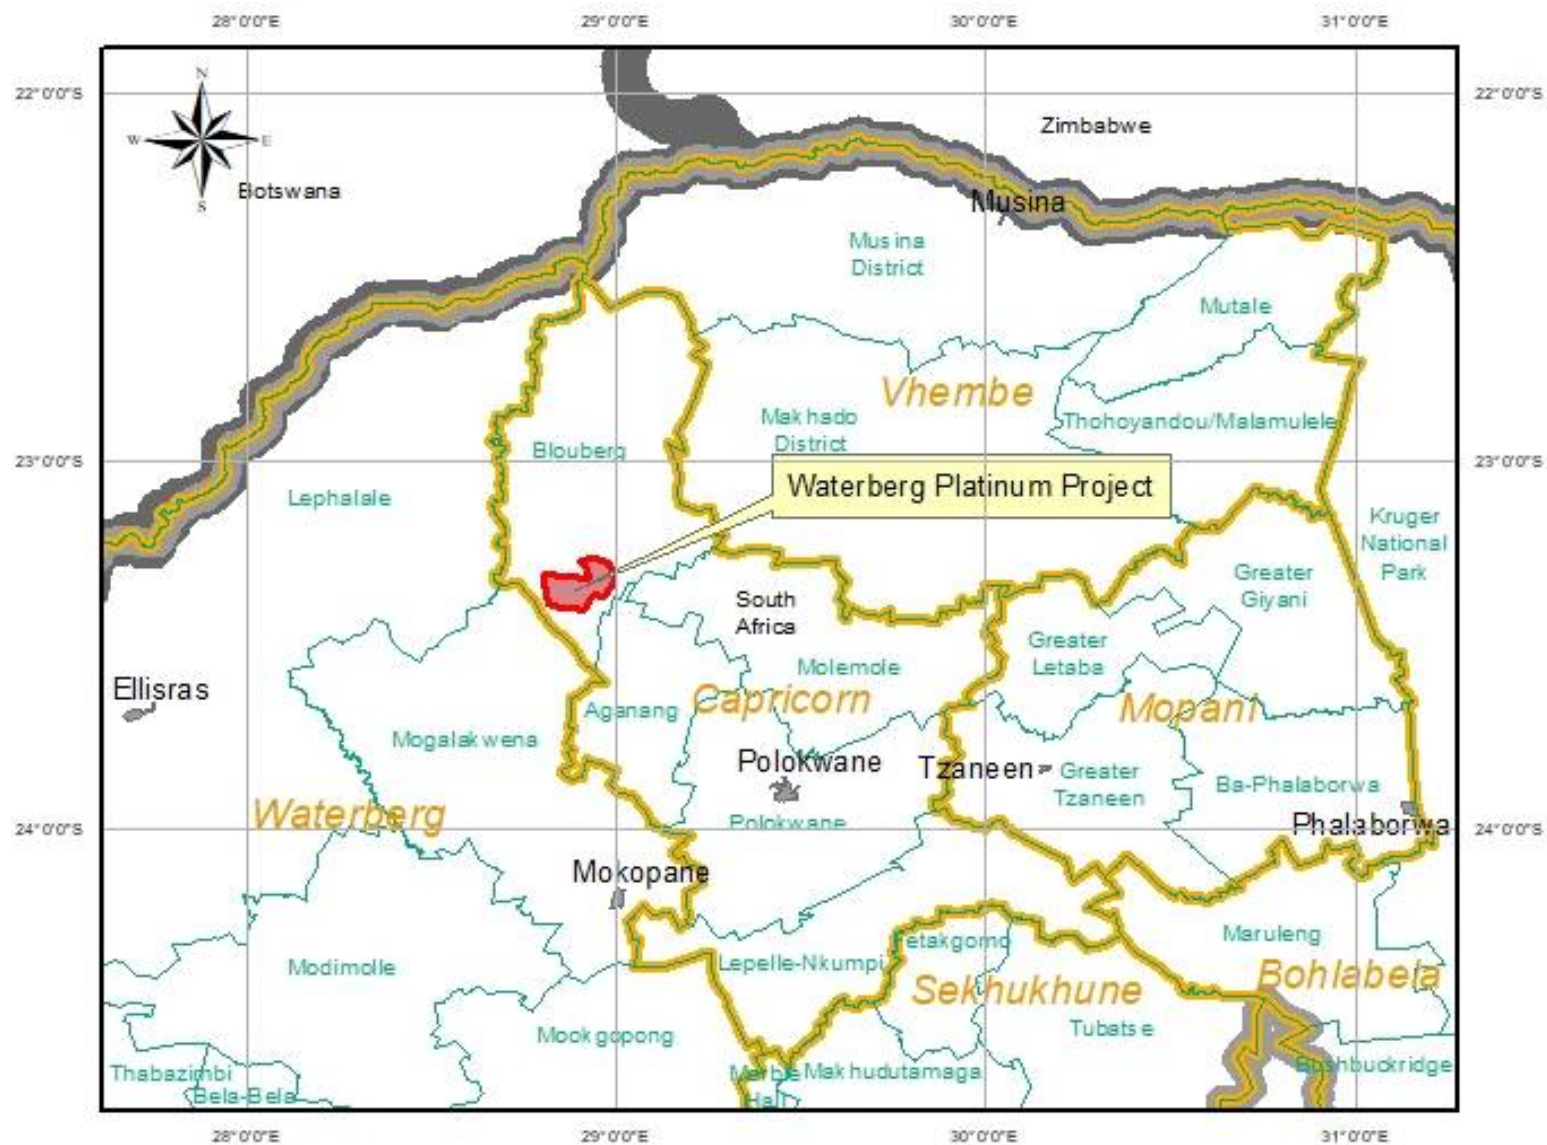 28°0'0"E 29°0'0"E 30°0'0"E 31°0'0"E
22°0'0"S 22°0'0"S
N
W E
S
Zimbabwe
Botswana
Musina
Musina
District
Mutale
Vhembe
Makhado
District
Thohoyandou/Malamulele
Blouberg
23°0'0"S 23°0'0"S
Waterberg Platinum Project
Lephalale
Kruger
National
Park
Greater
Giyani
South
Africa
Greater
Letaba
Molemole
Ellisras
Capricorn
Mopani
Aganang
Mogalakwena
Polokwane
Tzaneen
Greater
Tzaneen
Ba-Phalaborwa
Waterberg
Polokwane
Phalaborwa
24°0'0"S 24°0'0"S
Mokopane
Maruleng
Fetakgomo
Lepelle-Nkumpi
Modimolle
Sekhukhune
Bohlabela
Mookgopong
Tubatse
Thabazimbi
Bela-Bela
Marble
Hall
Makhudutamaga
Bushbuckridge
28°0'0"E 29°0'0"E 30°0'0"E 31°0'0"E